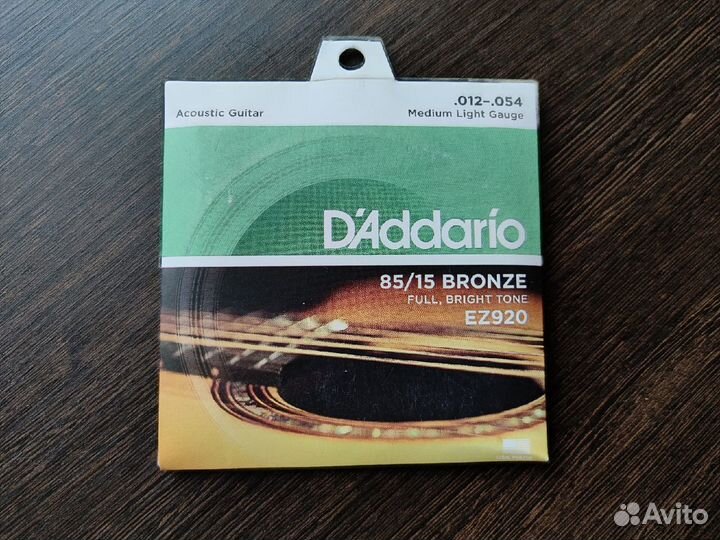 Acoustic Guitar
.012–.054
Medium Light Gauge
D'Addario
85/15 BRONZE
FULL, BRIGHT TONE
EZ920
Avito